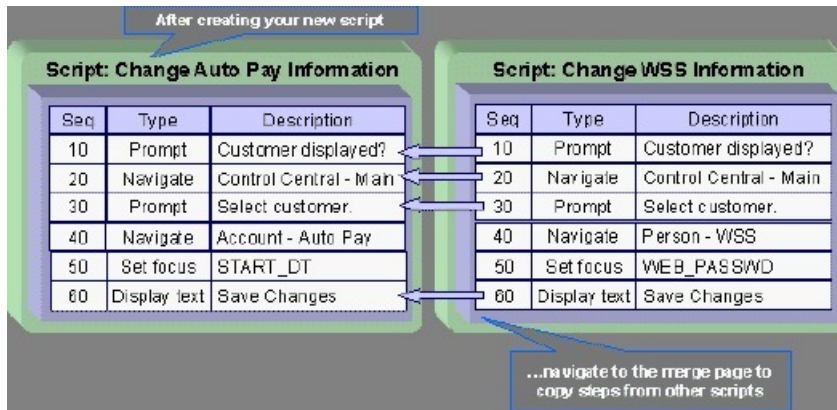 After creating your new script
Script: Change Auto Pay Information
Seq Type Description
10 Prompt Customer displayed?
20 Navigate Control Central - Main
30 Prompt Select customer.
40 Navigate Account - Auto Pay
50 Set focus START_DT
60 Display text Save Changes
Script: Change WSS Information
Seq Type Description
10 Prompt Customer displayed?
20 Navigate Control Central - Main
30 Prompt Select customer.
40 Navigate Person - WSS
50 Set focus WEB_PASSWD
60 Display text Save Changes
...navigate to the merge page to
copy steps from other scripts